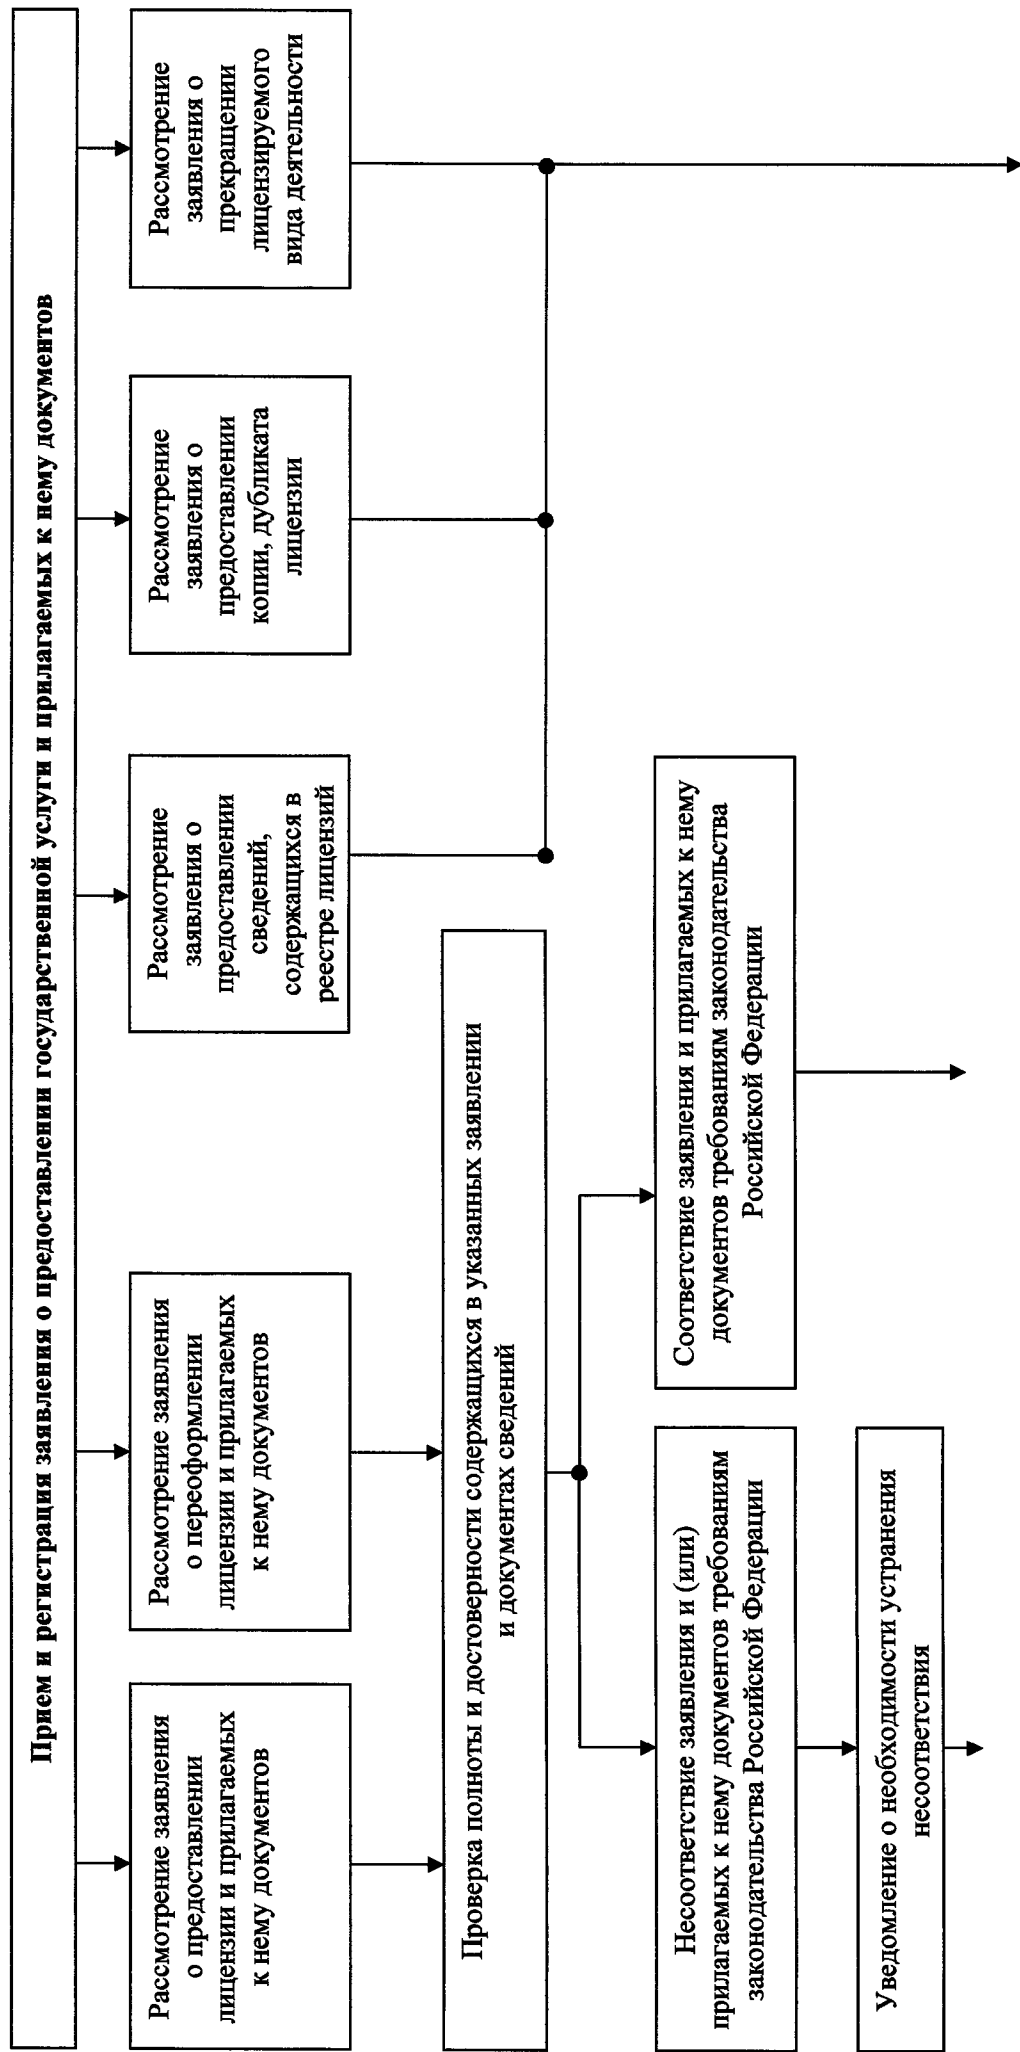 Прием и регистрация заявления о предоставлении государственной услуги и прилагаемых к нему документов
Рассмотрение заявления
о предоставлении
лицензии и прилагаемых
к нему документов
Рассмотрение заявления
о переоформлении
лицензии и прилагаемых
к нему документов
Рассмотрение
заявления о
предоставлении
сведений,
содержащихся в
реестре лицензий
Рассмотрение
заявления о
предоставлении
копии, дубликата
лицензии
Рассмотрение
заявления о
прекращении
лицензируемого
вида деятельности
Проверка полноты и достоверности содержащихся в указанных заявлении
и документах сведений
Несоответствие заявления и (или)
прилагаемых к нему документов требованиям
законодательства Российской Федерации
Соответствие заявления и прилагаемых к нему
документов требованиям законодательства
Российской Федерации
Уведомление о необходимости устранения
несоответствия